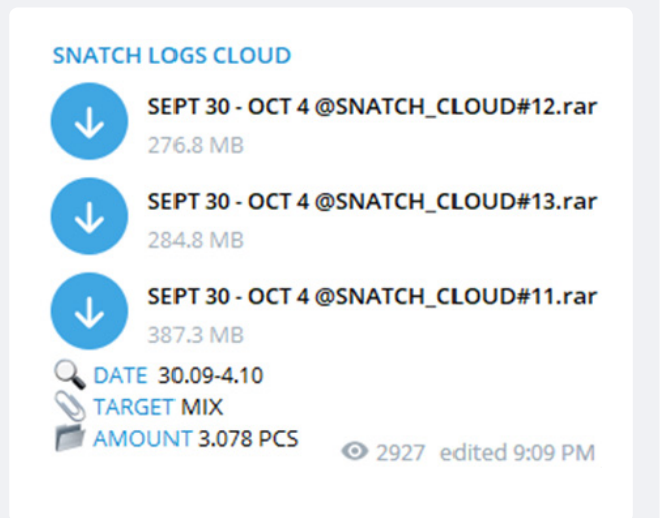 SNATCH LOGS CLOUD
SEPT 30 - OCT 4 @SNATCH_CLOUD#12.rar
276.8 MB
SEPT 30 - OCT 4 @SNATCH_CLOUD#13.rar
284.8 MB
SEPT 30 - OCT 4 @SNATCH_CLOUD#11.rar
387.3 MB
DATE 30.09-4.10
TARGET MIX
AMOUNT 3.078 PCS
2927 edited 9:09 PM